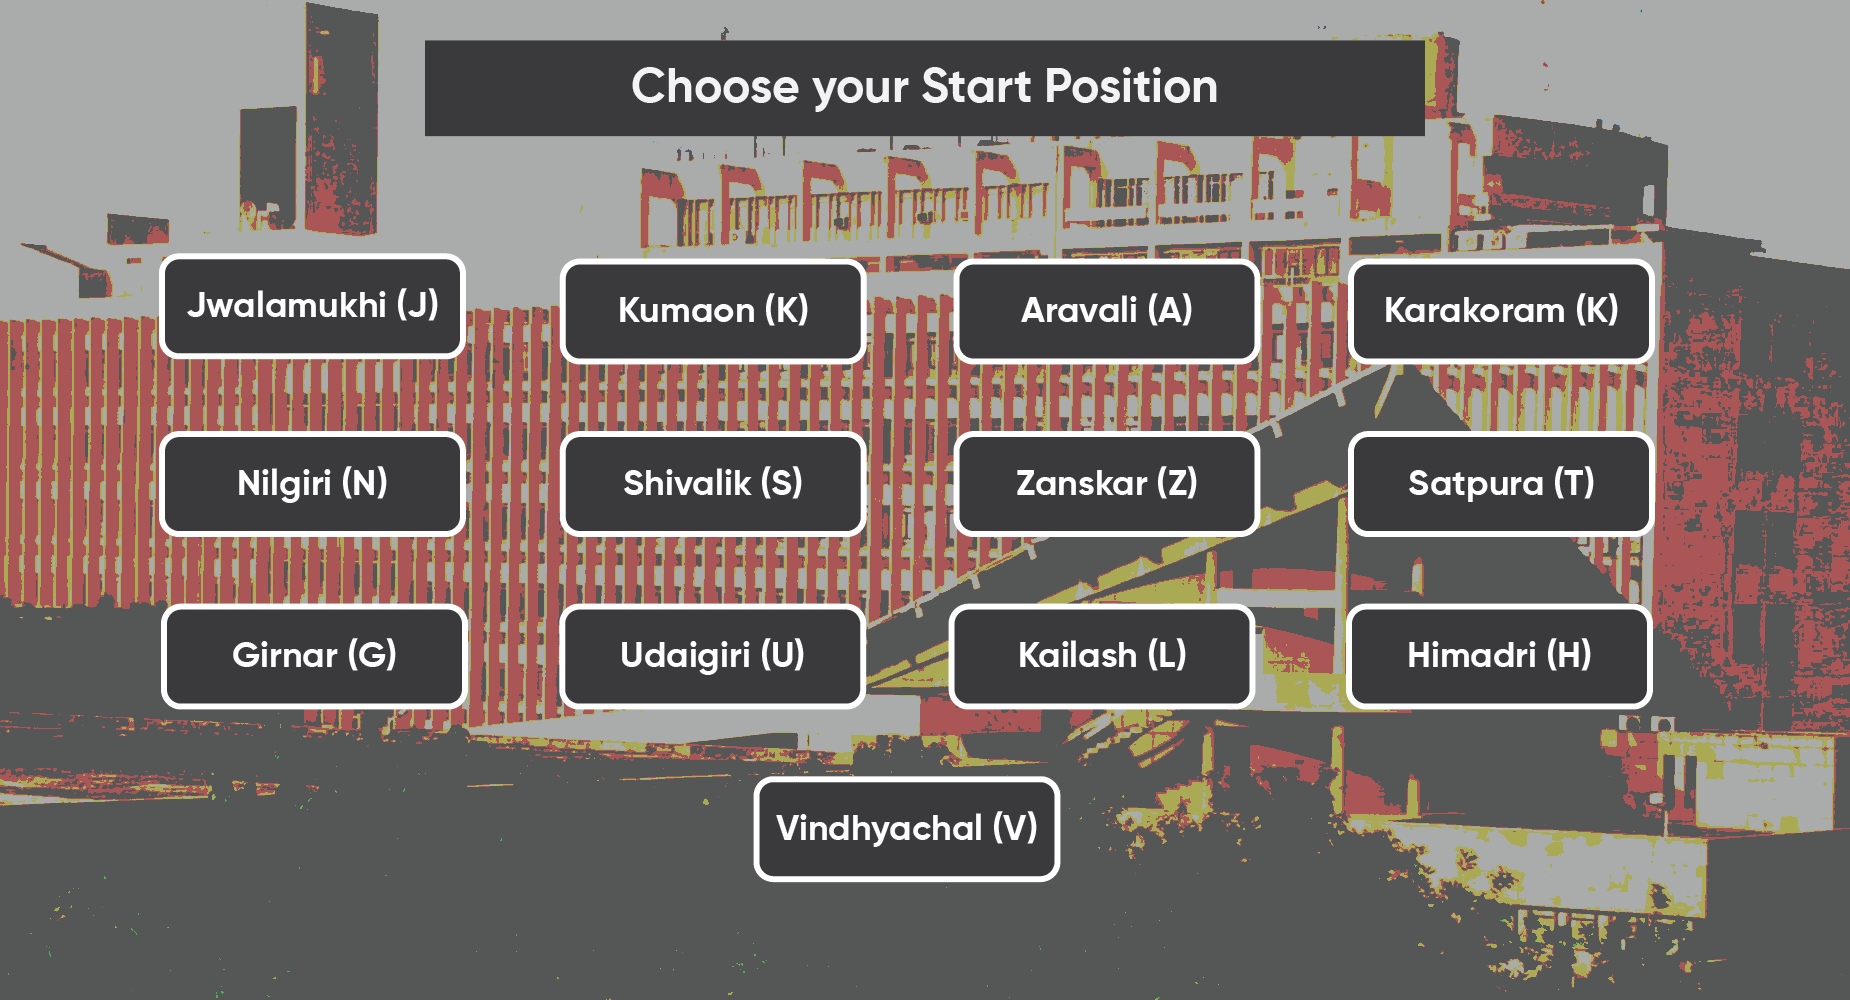 Choose your Start Position
Jwalamukhi (J)
Kumaon (K)
Aravali (A)
Karakoram (K)
Nilgiri (N)
Shivalik (S)
Zanskar (Z)
Satpura (T)
Girnar (G)
Udaigiri (U)
Kailash (L)
Himadri (H)
Vindhyachal (V)